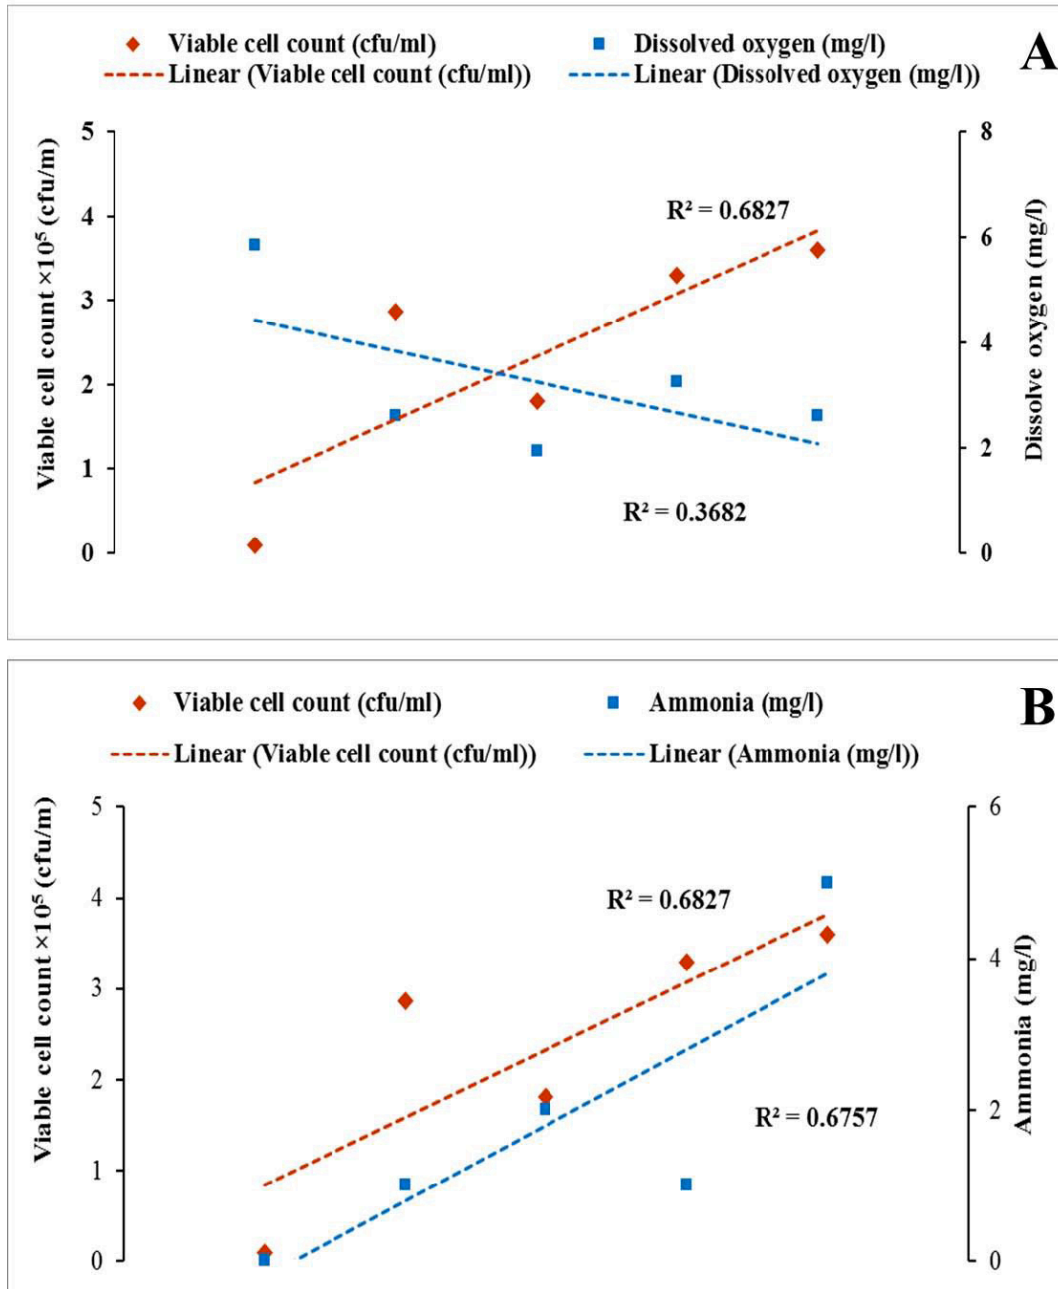 Viable cell count (cfu/ml) Dissolved oxygen (mg/l)
Linear (Viable cell count (cfu/ml)) Linear (Dissolved oxygen (mg/l))
A
Viable cell count ×10⁵ (cfu/m)
5
4
3
2
1
0
R² = 0.6827
R² = 0.3682
8
6
4
2
0
Dissolve oxygen (mg/l)
Viable cell count (cfu/ml) Ammonia (mg/l)
Linear (Viable cell count (cfu/ml)) Linear (Ammonia (mg/l))
B
Viable cell count ×10⁵ (cfu/m)
5
4
3
2
1
0
R² = 0.6827
R² = 0.6757
6
4
2
0
Ammonia (mg/l)